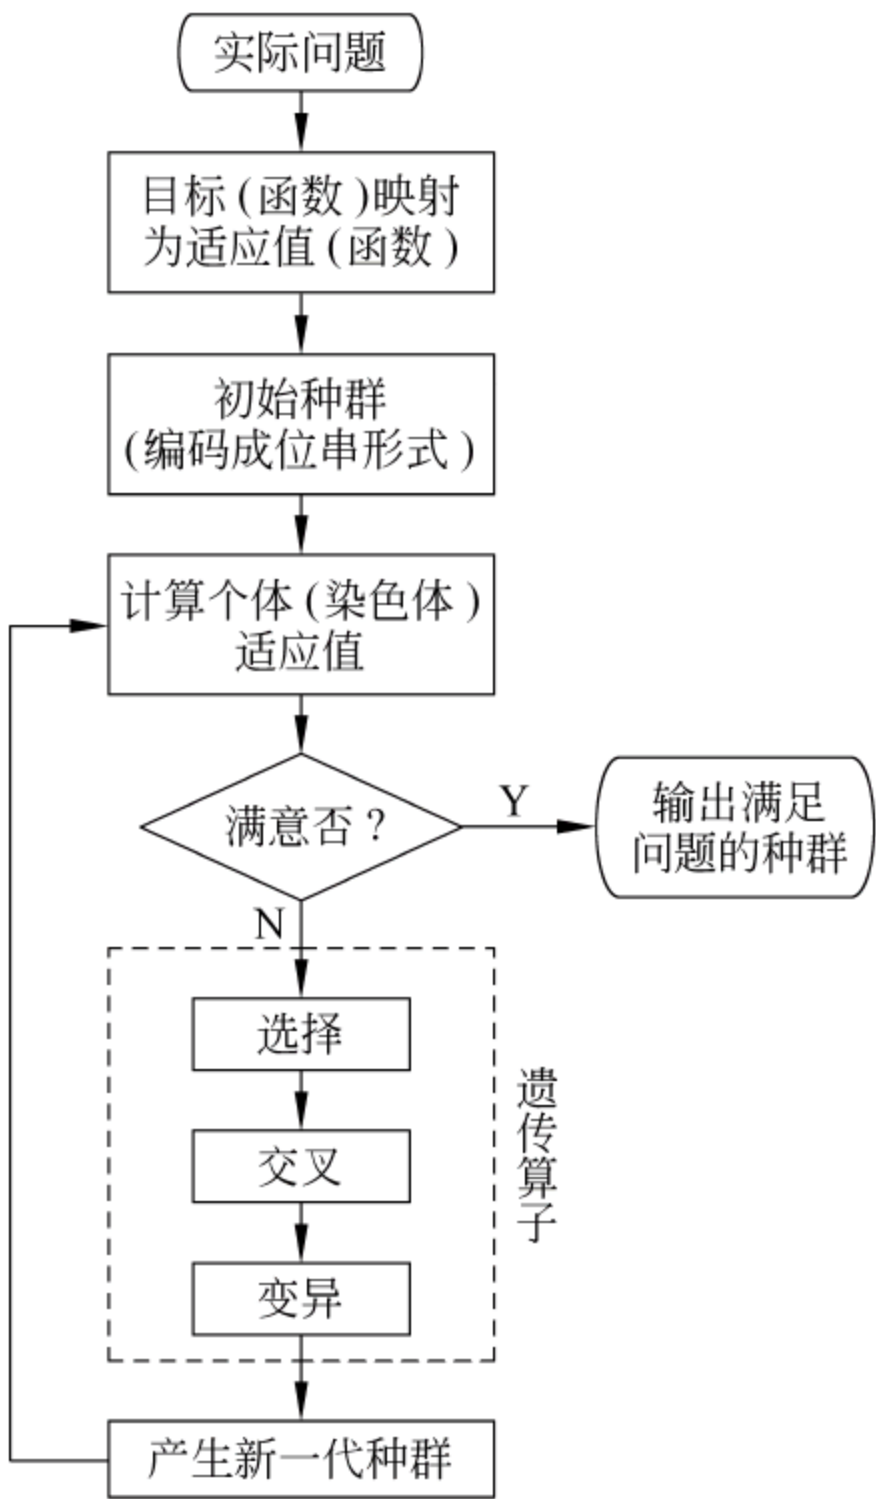 实际问题
目标(函数)映射
为适应值(函数)
初始种群
(编码成位串形式)
计算个体(染色体)
适应值
满意否?
Y
输出满足
问题的种群
N
选择
交叉
变异
遗传算子
产生新一代种群